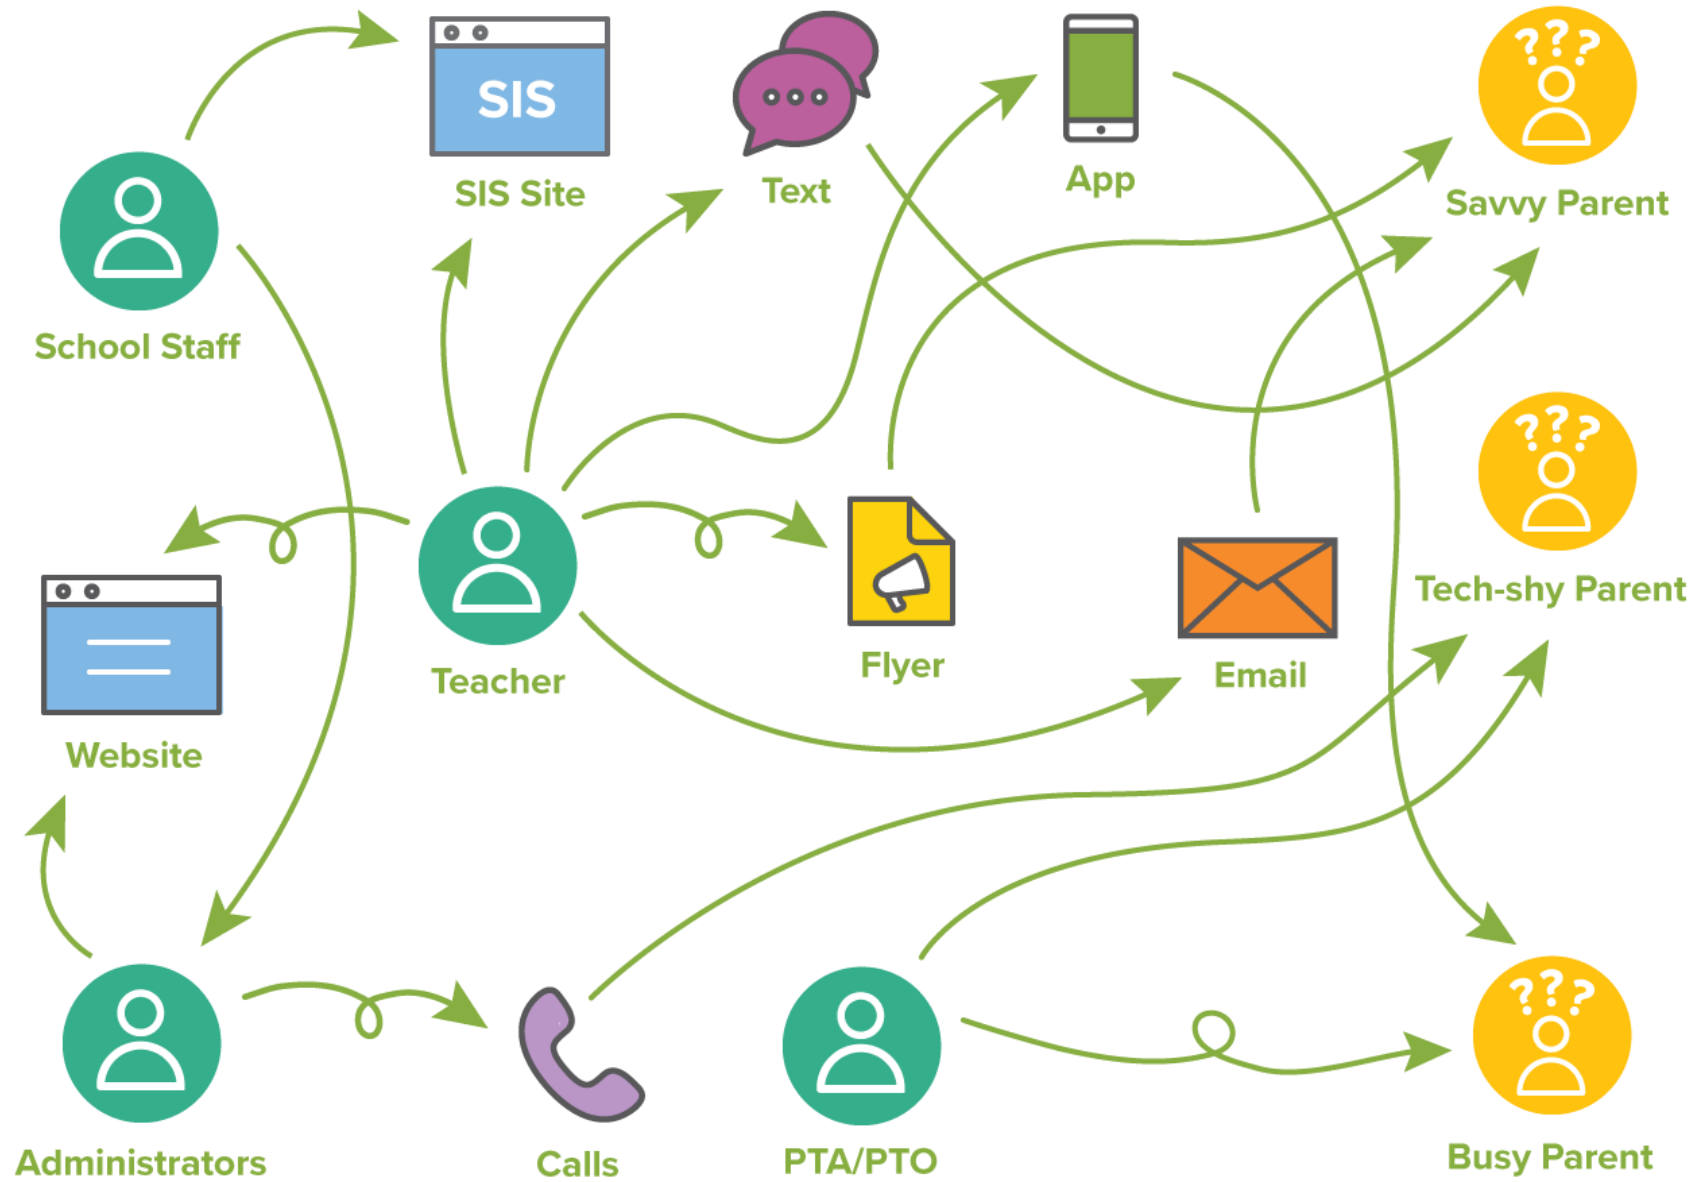 SIS
SIS Site
Text
App
???
Savvy Parent
School Staff
???
Tech-shy Parent
Teacher
Flyer
Email
Website
???
Administrators
Calls
PTA/PTO
Busy Parent